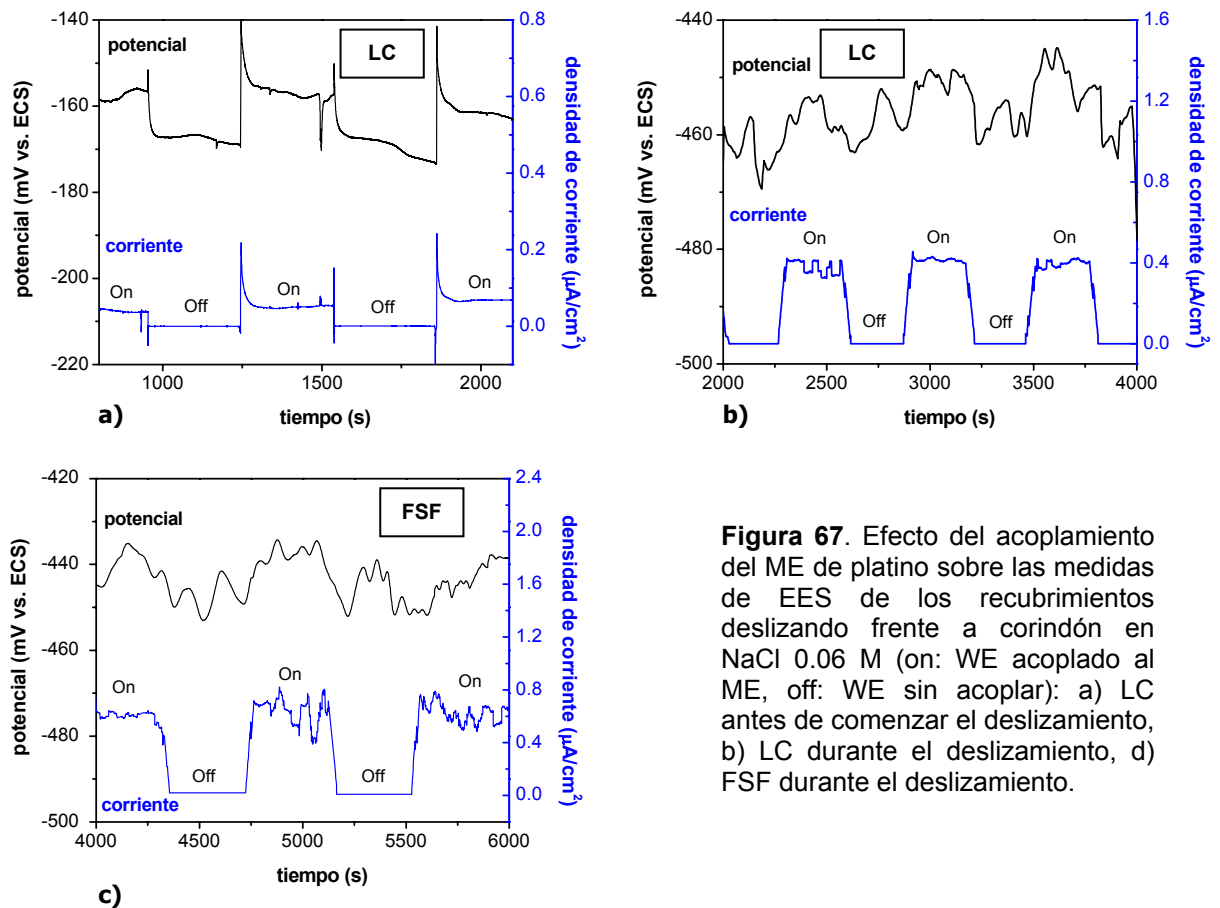 -140
-160
-170
-180
-200
-220
potencial
LC
corriente
On
Off
On
Off
On
0.8
0.6
0.4
0.2
0.0
1000
1500
2000
potencial (mV vs. ECS)
densidad de corriente (µA/cm²)
tiempo (s)
a)
-440
-460
-480
-500
potencial
LC
corriente
On
Off
On
Off
On
1.6
1.2
0.8
0.4
0.0
2000
2500
3000
3500
4000
potencial (mV vs. ECS)
densidad de corriente (µA/cm²)
tiempo (s)
b)
-420
-440
-460
-480
-500
potencial
FSF
On
Off
On
Off
On
corriente
2.4
2.0
1.6
1.2
0.8
0.4
0.0
4000
4500
5000
5500
6000
potencial (mV vs. ECS)
densidad de corriente (µA/cm²)
tiempo (s)
c)
Figura 67. Efecto del acoplamiento
del ME de platino sobre las medidas
de EES de los recubrimientos
deslizando frente a corindón en
NaCl 0.06 M (on: WE acoplado al
ME, off: WE sin acoplar): a) LC
antes de comenzar el deslizamiento,
b) LC durante el deslizamiento, d)
FSF durante el deslizamiento.